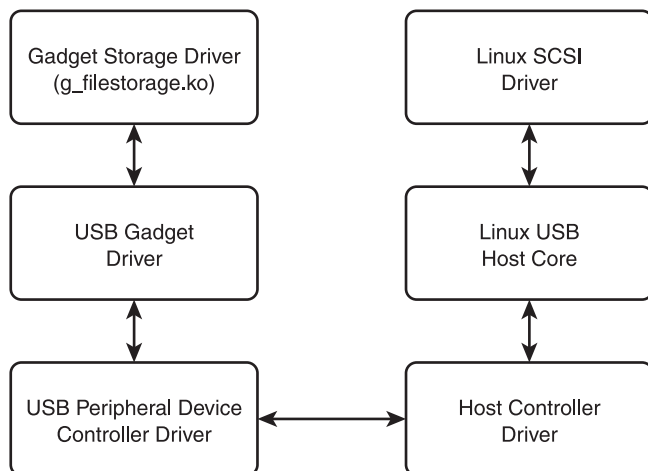 Gadget Storage Driver
(g_filestorage.ko)
Linux SCSI
Driver
USB Gadget
Driver
Linux USB
Host Core
USB Peripheral Device
Controller Driver
Host Controller
Driver